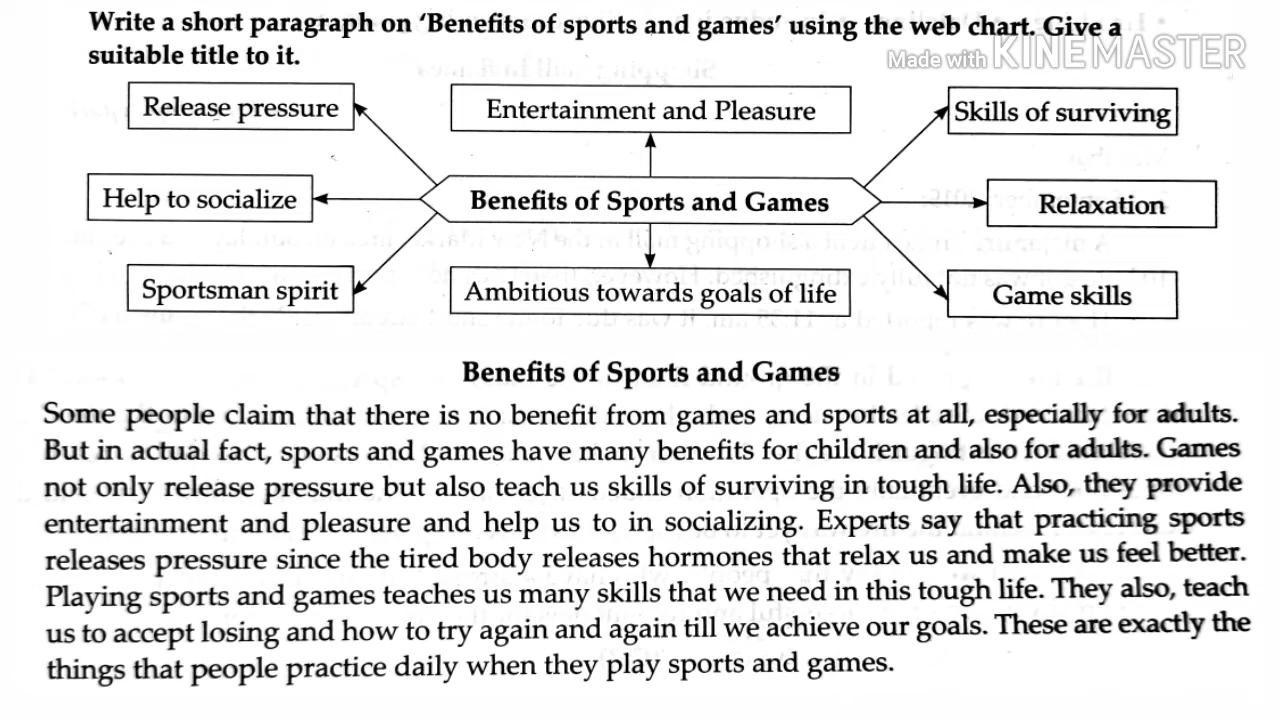 Write a short paragraph on ‘Benefits of sports and games’ using the web chart. Give a
suitable title to it.
Made with KINEMASTER
Release pressure
Entertainment and Pleasure
Skills of surviving
Help to socialize
Benefits of Sports and Games
Relaxation
Sportsman spirit
Ambitious towards goals of life
Game skills
Benefits of Sports and Games
Some people claim that there is no benefit from games and sports at all, especially for adults.
But in actual fact, sports and games have many benefits for children and also for adults. Games
not only release pressure but also teach us skills of surviving in tough life. Also, they provide
entertainment and pleasure and help us to in socializing. Experts say that practicing sports
releases pressure since the tired body releases hormones that relax us and make us feel better.
Playing sports and games teaches us many skills that we need in this tough life. They also, teach
us to accept losing and how to try again and again till we achieve our goals. These are exactly the
things that people practice daily when they play sports and games.